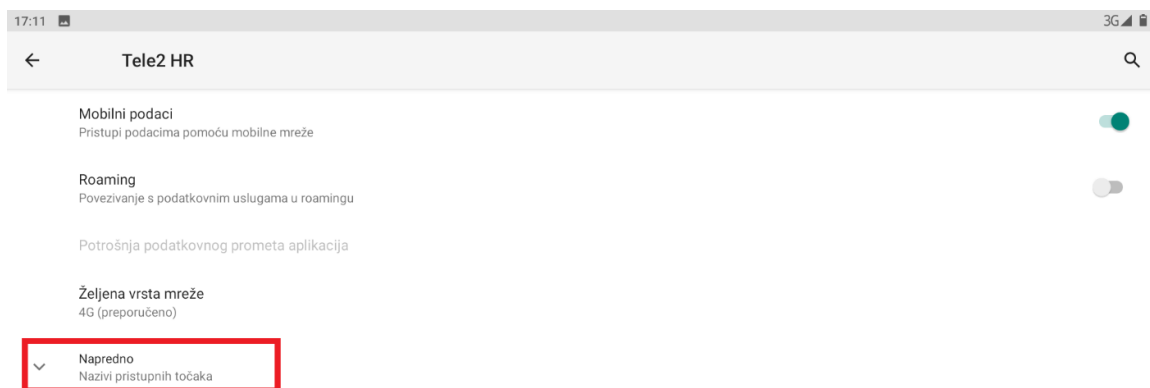 17:11 3G
Tele2 HR
Mobilni podaci
Pristupi podacima pomoću mobilne mreže
Roaming
Povezivanje s podatkovnim uslugama u roamingu
Potrošnja podatkovnog prometa aplikacija
Željena vrsta mreže
4G (preporučeno)
Napredno
Nazivi pristupnih točaka